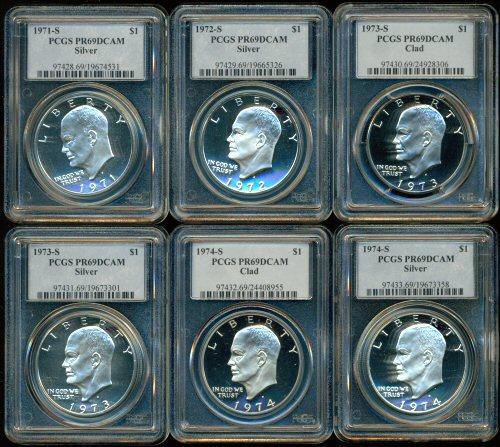 1971-S $1
PCGS PR69DCAM
Silver
97428.69/19674531
LIBERTY
IN GOD WE
TRUST
1971
1972-S $1
PCGS PR69DCAM
Silver
97429.69/19665326
LIBERTY
IN GOD WE
TRUST
1972
1973-S $1
PCGS PR69DCAM
Clad
97430.69/24928306
LIBERTY
IN GOD WE
TRUST
1973
1973-S $1
PCGS PR69DCAM
Silver
97431.69/19673301
LIBERTY
IN GOD WE
TRUST
1973
1974-S $1
PCGS PR69DCAM
Clad
97432.69/24408955
LIBERTY
IN GOD WE
TRUST
1974
1974-S $1
PCGS PR69DCAM
Silver
97433.69/19673358
LIBERTY
IN GOD WE
TRUST
1974